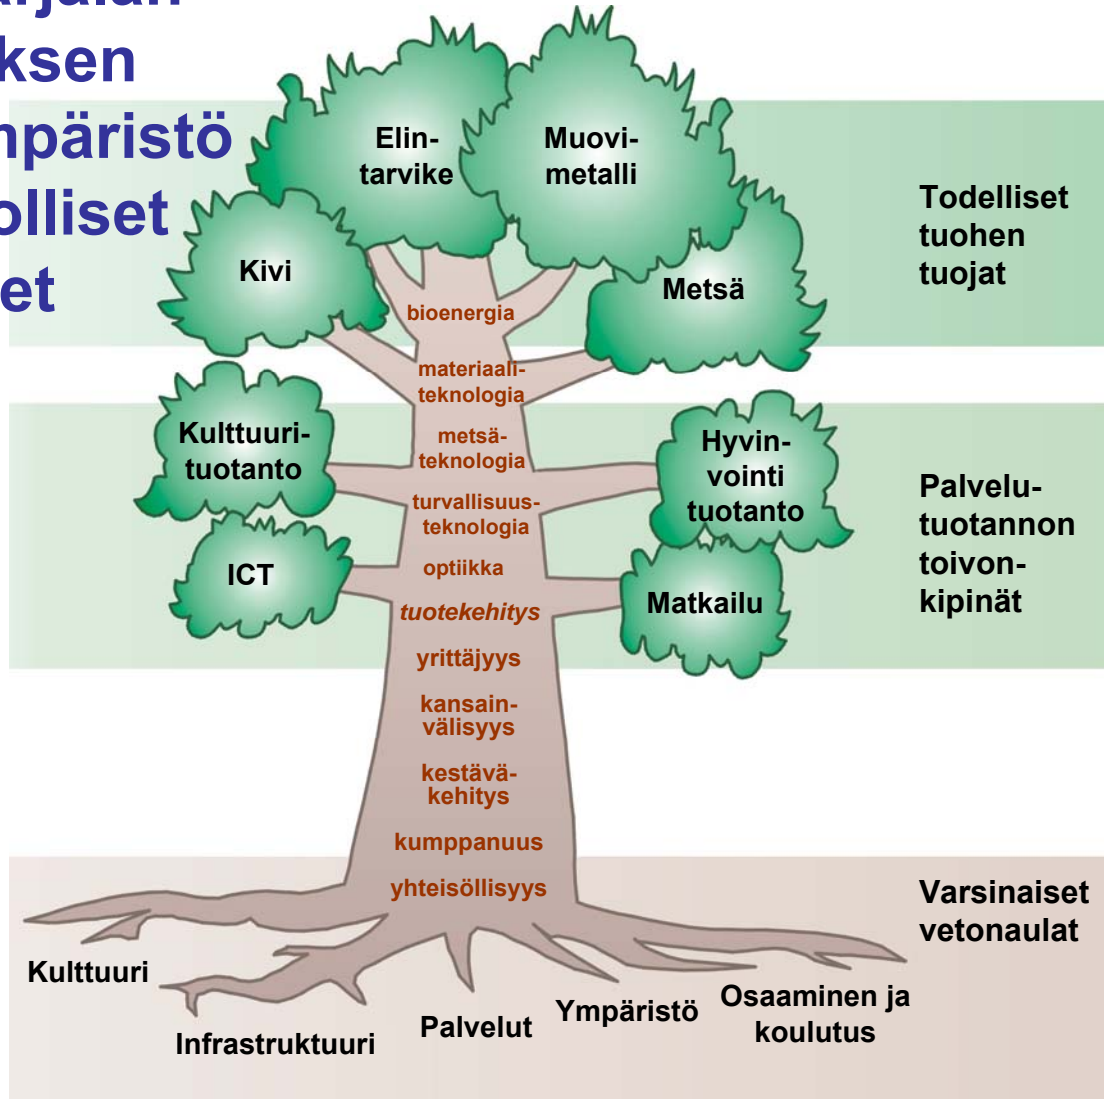 ksen
mpäristö
olliset
et
Elin-
tarvike
Muovi-
metalli
Kivi
Metsä
Todelliset
tuohen
tuojat
Kulttuuri-
tuotanto
Hyvin-
vointi
tuotanto
ICT
Matkailu
Palvelu-
tuotannon
toivon-
kipinät
bioenergia
materiaali-
teknologia
metsä-
teknologia
turvallisuus-
teknologia
optiikka
tuotekehitys
yrittäjyys
kansain-
välisyys
kestävä-
kehitys
kumppanuus
yhteisöllisyys
Varsinaiset
vetonaulat
Kulttuuri
Infrastruktuuri
Palvelut
Ympäristö
Osaaminen ja
koulutus